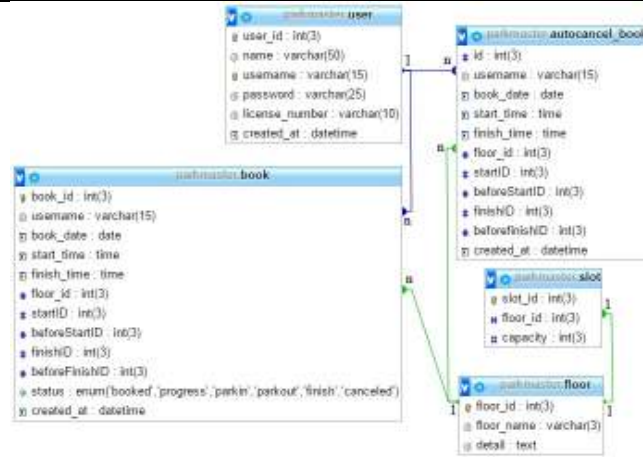 parkmaster user
user_id : int(3)
name : varchar(50)
username : varchar(15)
password : varchar(25)
license_number : varchar(10)
created_at : datetime
parkmaster autocancel_book
id : int(3)
username : varchar(15)
book_date : date
start_time : time
finish_time : time
floor_id : int(3)
startID : int(3)
beforeStartID : int(3)
finishID : int(3)
beforefinishID : int(3)
created_at : datetime
parkmaster book
book_id : int(3)
username : varchar(15)
book_date : date
start_time : time
finish_time : time
floor_id : int(3)
startID : int(3)
beforeStartID : int(3)
finishID : int(3)
beforeFinishID : int(3)
status : enum('booked','progress','parkin','parkout','finish','canceled')
created_at : datetime
parkmaster slot
slot_id : int(3)
floor_id : int(3)
capacity : int(3)
parkmaster floor
floor_id : int(3)
floor_name : varchar(3)
detail : text
1
n
n
n
n
1
1
1